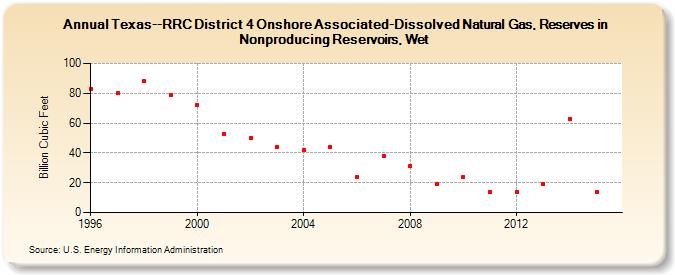 Annual Texas--RRC District 4 Onshore Associated-Dissolved Natural Gas, Reserves in
Nonproducing Reservoirs, Wet
Billion Cubic Feet
100
80
60
40
20
0
1996
2000
2004
2008
2012
Source: U.S. Energy Information Administration